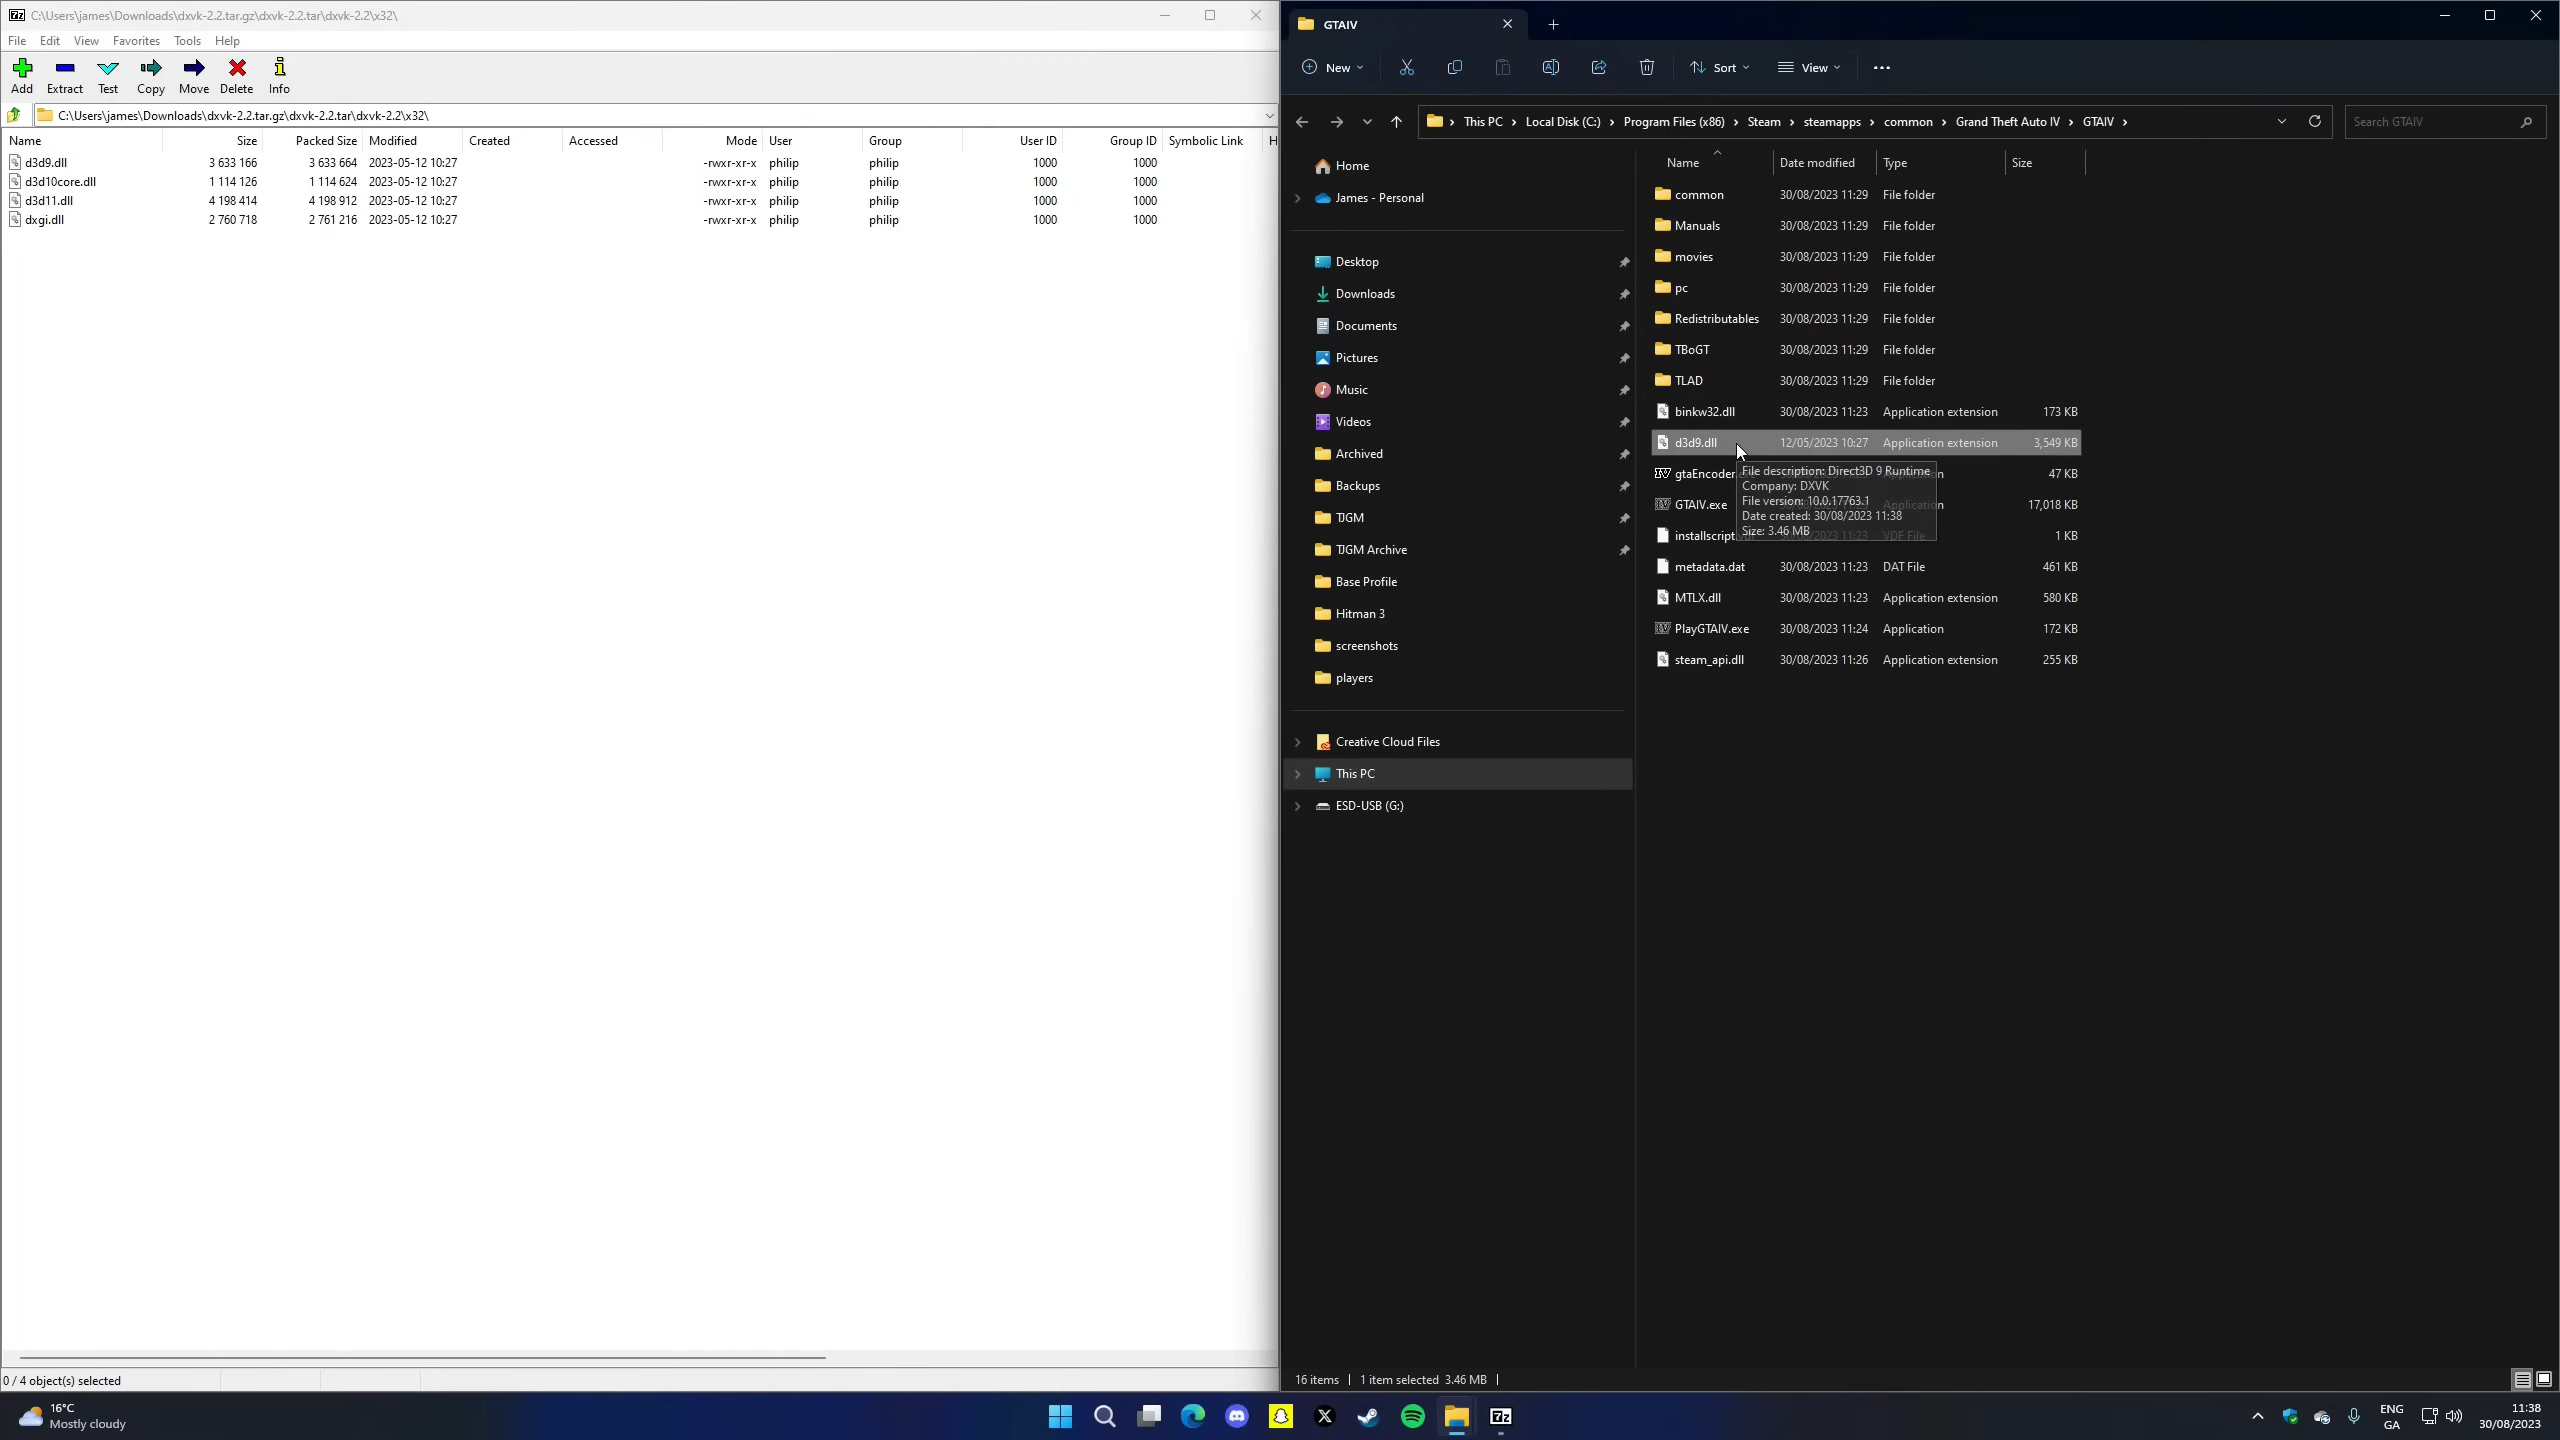 C:\Users\james\Downloads\dxvk-2.2.tar.gz\dxvk-2.2.tar\dxvk-2.2\x32\
File Edit View Favorites Tools Help
Add Extract Test Copy Move Delete Info
C:\Users\james\Downloads\dxvk-2.2.tar.gz\dxvk-2.2.tar\dxvk-2.2\x32\
Name Size Packed Size Modified Created Accessed Mode User Group User ID Group ID Symbolic Link H
d3d9.dll 3 633 166 3 633 664 2023-05-12 10:27 -rwxr-xr-x philip philip 1000 1000
d3d10core.dll 1 114 126 1 114 624 2023-05-12 10:27 -rwxr-xr-x philip philip 1000 1000
d3d11.dll 4 198 414 4 198 912 2023-05-12 10:27 -rwxr-xr-x philip philip 1000 1000
dxgi.dll 2 760 718 2 761 216 2023-05-12 10:27 -rwxr-xr-x philip philip 1000 1000
0 / 4 object(s) selected
GTAIV
New Sort View
This PC Local Disk (C:) Program Files (x86) Steam steamapps common Grand Theft Auto IV GTAIV
Search GTAIV
Home
James - Personal
Desktop
Downloads
Documents
Pictures
Music
Videos
Archived
Backups
TJGM
TJGM Archive
Base Profile
Hitman 3
screenshots
players
Creative Cloud Files
This PC
ESD-USB (G:)
Name Date modified Type Size
common 30/08/2023 11:29 File folder
Manuals 30/08/2023 11:29 File folder
movies 30/08/2023 11:29 File folder
pc 30/08/2023 11:29 File folder
Redistributables 30/08/2023 11:29 File folder
TBoGT 30/08/2023 11:29 File folder
TLAD 30/08/2023 11:29 File folder
binkw32.dll 30/08/2023 11:23 Application extension 173 KB
d3d9.dll 12/05/2023 10:27 Application extension 3,549 KB
gtaEncoder 47 KB
GTAIV.exe 17,018 KB
installscript 30/08/2023 11:23 VDF File 1 KB
File description: Direct3D 9 Runtime
Company: DXVK
File version: 10.0.17763.1
Date created: 30/08/2023 11:38
Size: 3.46 MB
metadata.dat 30/08/2023 11:23 DAT File 461 KB
MTLX.dll 30/08/2023 11:23 Application extension 580 KB
PlayGTAIV.exe 30/08/2023 11:24 Application 172 KB
steam_api.dll 30/08/2023 11:26 Application extension 255 KB
16 items 1 item selected 3.46 MB
16°C
Mostly cloudy
7z
ENG
GA
11:38
30/08/2023